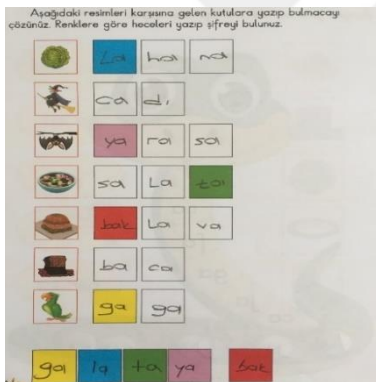 Aşağıdaki resimleri karşısına gelen kutulara yazıp bulmacayı
çözünüz. Renklere göre heceleri yazıp şifreyi bulunuz.
La ha na
ca dı
ya ra sa
sa La ta
bak La va
ba ca
ga ga
ga la ta ya bak